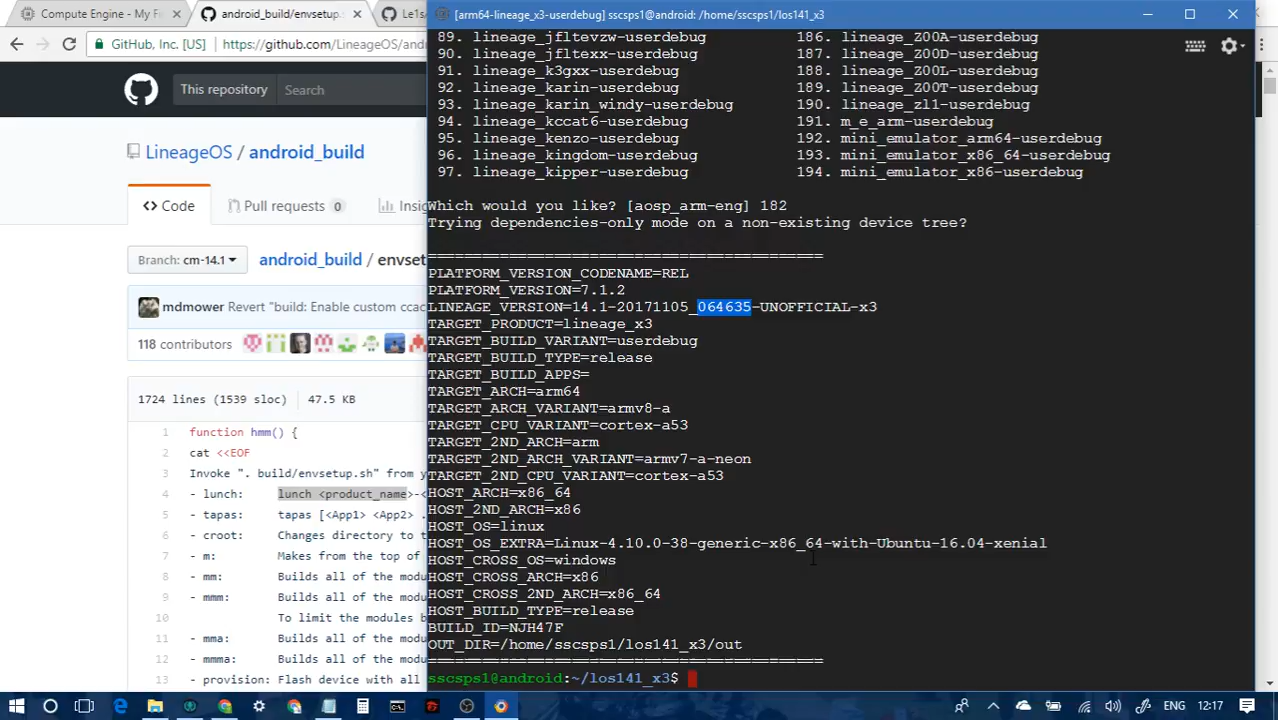 Compute Engine - My Fi
android_build/envsetup.s
Le1s/
GitHub, Inc. [US]
https://github.com/LineageOS/and
This repository
Search
LineageOS / android_build
Code
Pull requests 0
Insig
Branch: cm-14.1
android_build / envset
mdmower Revert "build: Enable custom ccac
118 contributors
1724 lines (1539 sloc)
47.5 KB
1 function hmm() {
2 cat <<EOF
3 Invoke ". build/envsetup.sh" from y
4 - lunch: lunch <product_name>-<
5 - tapas: tapas [<App1> <App2> .
6 - croot: Changes directory to t
7 - m: Makes from the top of
8 - mm: Builds all of the modu
9 - mmm: Builds all of the modu
10 To limit the modules b
11 - mma: Builds all of the modu
12 - mmma: Builds all of the modu
13 - provision: Flash device with all
[arm64-lineage_x3-userdebug] sscsps1@android: /home/sscsps1/los141_x3
89. lineage_jfltevzw-userdebug 186. lineage_Z00A-userdebug
90. lineage_jfltexx-userdebug 187. lineage_Z00D-userdebug
91. lineage_k3gxx-userdebug 188. lineage_Z00L-userdebug
92. lineage_karin-userdebug 189. lineage_Z00T-userdebug
93. lineage_karin_windy-userdebug 190. lineage_zl1-userdebug
94. lineage_kccat6-userdebug 191. m_e_arm-userdebug
95. lineage_kenzo-userdebug 192. mini_emulator_arm64-userdebug
96. lineage_kingdom-userdebug 193. mini_emulator_x86_64-userdebug
97. lineage_kipper-userdebug 194. mini_emulator_x86-userdebug
Which would you like? [aosp_arm-eng] 182
Trying dependencies-only mode on a non-existing device tree?
============================================
PLATFORM_VERSION_CODENAME=REL
PLATFORM_VERSION=7.1.2
LINEAGE_VERSION=14.1-20171105_064635-UNOFFICIAL-x3
TARGET_PRODUCT=lineage_x3
TARGET_BUILD_VARIANT=userdebug
TARGET_BUILD_TYPE=release
TARGET_BUILD_APPS=
TARGET_ARCH=arm64
TARGET_ARCH_VARIANT=armv8-a
TARGET_CPU_VARIANT=cortex-a53
TARGET_2ND_ARCH=arm
TARGET_2ND_ARCH_VARIANT=armv7-a-neon
TARGET_2ND_CPU_VARIANT=cortex-a53
HOST_ARCH=x86_64
HOST_2ND_ARCH=x86
HOST_OS=linux
HOST_OS_EXTRA=Linux-4.10.0-38-generic-x86_64-with-Ubuntu-16.04-xenial
HOST_CROSS_OS=windows
HOST_CROSS_ARCH=x86
HOST_CROSS_2ND_ARCH=x86_64
HOST_BUILD_TYPE=release
BUILD_ID=NJH47F
OUT_DIR=/home/sscsps1/los141_x3/out
============================================
sscsps1@android:~/los141_x3$
ENG
12:17